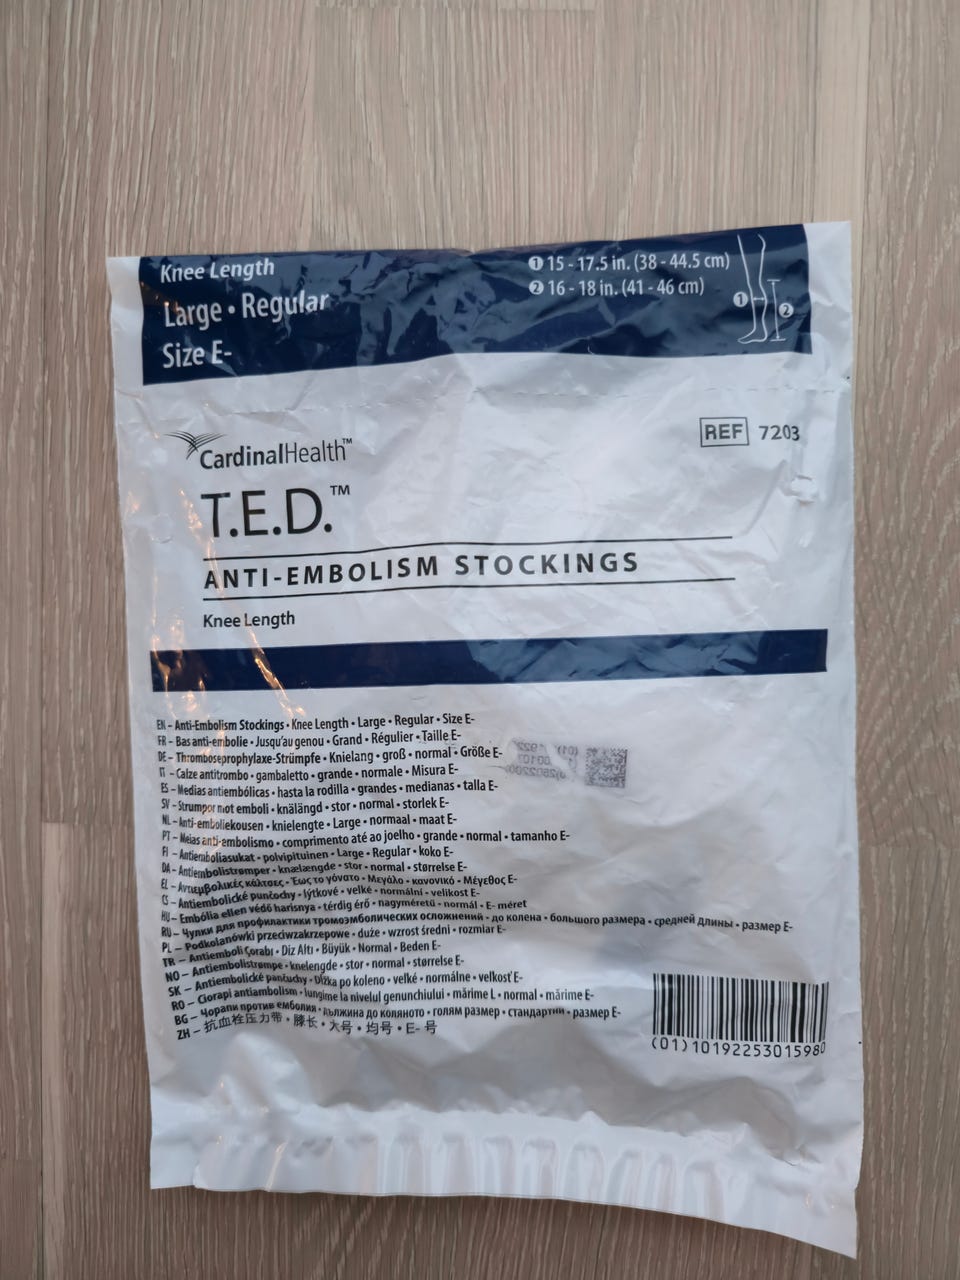 Knee Length
Large • Regular
Size E-
❶ 15 - 17.5 in. (38 - 44.5 cm)
❷ 16 - 18 in. (41 - 46 cm)
❶
❷
REF 7203
CardinalHealth™
T.E.D.™
ANTI-EMBOLISM STOCKINGS
Knee Length
EN – Anti-Embolism Stockings • Knee Length • Large • Regular • Size E-
FR – Bas anti-embolie • Jusqu'au genou • Grand • Régulier • Taille E-
DE – Thromboseprophylaxe-Strümpfe • Knielang • groß • normal • Größe E-
IT – Calze antitrombo • gambaletto • grande • normale • Misura E-
ES – Medias antiembólicas • hasta la rodilla • grandes • medianas • talla E-
SV – Strumpor mot emboli • knälängd • stor • normal • storlek E-
NL – Anti-emboliekousen • knielengte • Large • normaal • maat E-
PT – Meias anti-embolismo • comprimento até ao joelho • grande • normal • tamanho E-
FI – Antiemboliasukat • polvipituinen • Large • Regular • koko E-
DA – Antiembolistrømper • knælængde • stor • normal • størrelse E-
EL – Αντιεμβολικές κάλτσες • Έως το γόνατο • Μεγάλο • κανονικό • Μέγεθος E-
CS – Antiembolické punčochy • lýtkové • velké • normální • velikost E-
HU – Embólia ellen védő harisnya • térdig érő • nagyméretű • normál • E- méret
RU – Чулки для профилактики тромоэмболических осложнений • до колена • большого размера • средней длины • размер E-
PL – Podkolanówki przeciwzakrzepowe • duże • wzrost średni • rozmiar E-
TR – Antiemboli Çorabı • Diz Altı • Büyük • Normal • Beden E-
NO – Antiembolistrømpe • knelengde • stor • normal • størrelse E-
SK – Antiembolické pančuchy • Dĺžka po koleno • veľké • normálne • veľkosť E-
RO – Ciorapi antiambolism • lungime la nivelul genunchiului • mărime L • normal • mărime E-
BG – Чорапи против емболия • дължина до коляното • голям размер • стандартни • размер E-
ZH – 抗血栓压力带 • 膝长 • 大号 • 均号 • E- 号
(01)10192253015980